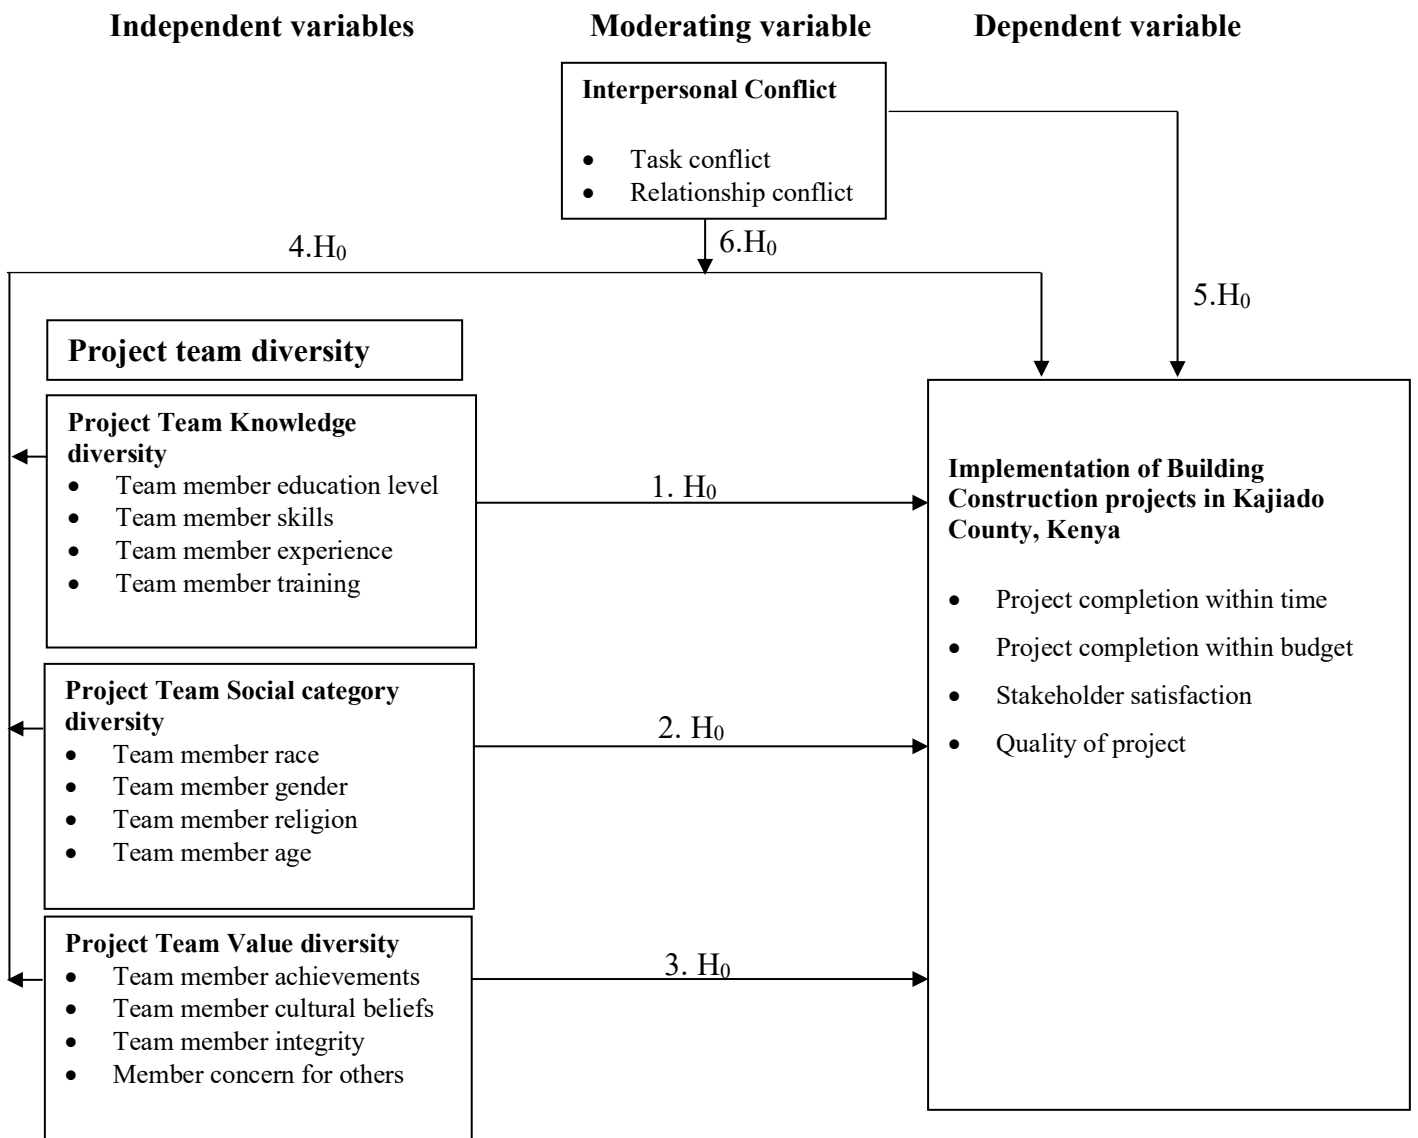 Independent variables
Moderating variable
Dependent variable
Interpersonal Conflict
• Task conflict
• Relationship conflict
4.H₀
6.H₀
5.H₀
Project team diversity
Project Team Knowledge
diversity
• Team member education level
• Team member skills
• Team member experience
• Team member training
1. H₀
Project Team Social category
diversity
• Team member race
• Team member gender
• Team member religion
• Team member age
2. H₀
Project Team Value diversity
• Team member achievements
• Team member cultural beliefs
• Team member integrity
• Member concern for others
3. H₀
Implementation of Building
Construction projects in Kajiado
County, Kenya
• Project completion within time
• Project completion within budget
• Stakeholder satisfaction
• Quality of project